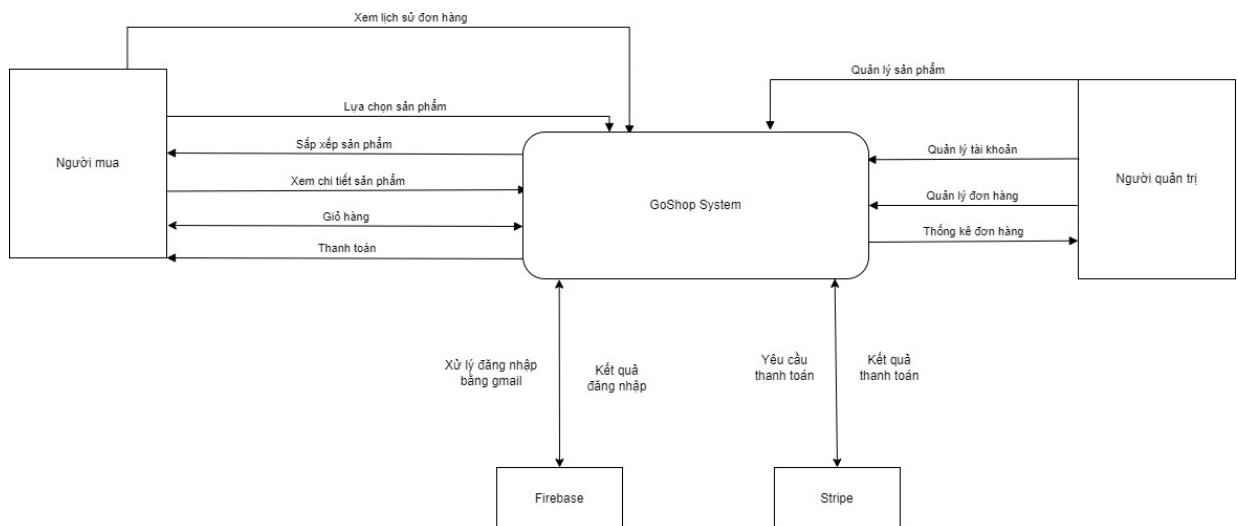 Xem lịch sử đơn hàng
Quản lý sản phẩm
Lựa chọn sản phẩm
Sắp xếp sản phẩm
Quản lý tài khoản
Người mua
Người quản trị
Xem chi tiết sản phẩm
Quản lý đơn hàng
GoShop System
Giỏ hàng
Thống kê đơn hàng
Thanh toán
Xử lý đăng nhập
bằng gmail
Kết quả
đăng nhập
Yêu cầu
thanh toán
Kết quả
thanh toán
Firebase
Stripe